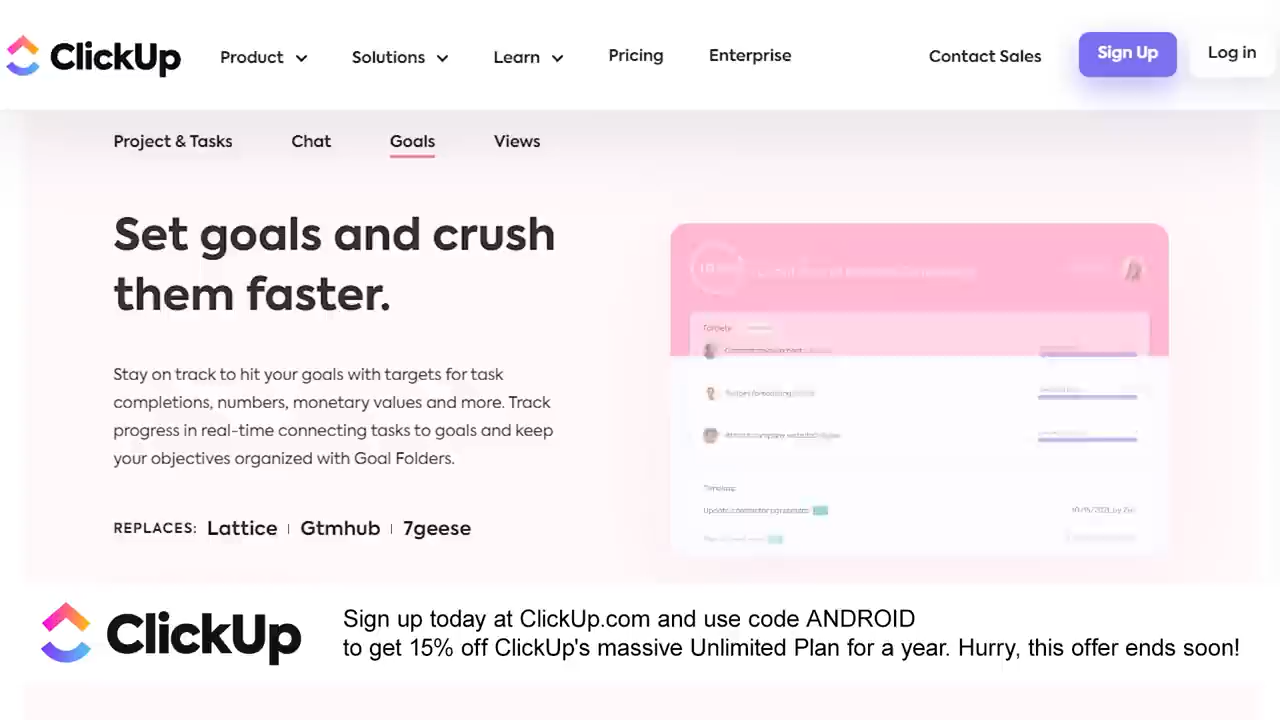 ClickUp
Product
Solutions
Learn
Pricing
Enterprise
Contact Sales
Sign Up
Log in
Project & Tasks
Chat
Goals
Views
Set goals and crush
them faster.
Stay on track to hit your goals with targets for task
completions, numbers, monetary values and more. Track
progress in real-time connecting tasks to goals and keep
your objectives organized with Goal Folders.
REPLACES: Lattice | Gtmhub | 7geese
ClickUp
Sign up today at ClickUp.com and use code ANDROID
to get 15% off ClickUp's massive Unlimited Plan for a year. Hurry, this offer ends soon!